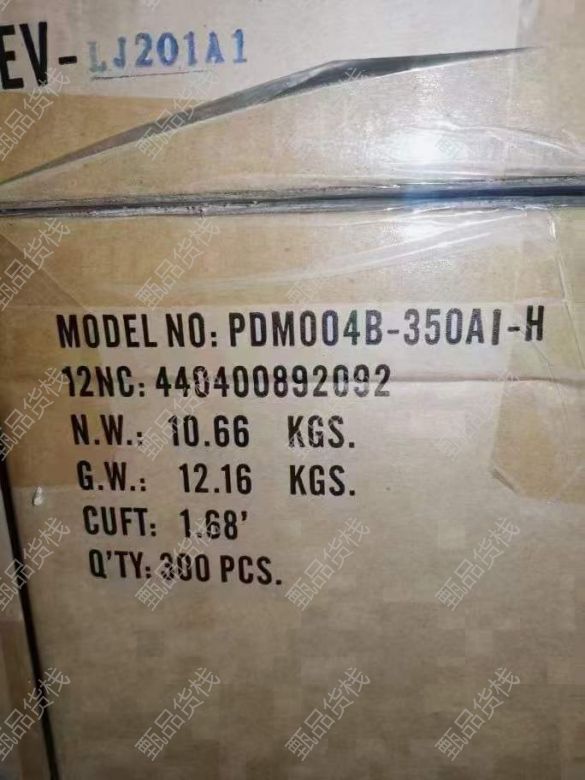 EV-LJ201A1
MODEL NO: PDM004B-350A1-H
12NC: 440400892092
N.W.: 10.66 KGS.
G.W.: 12.16 KGS.
CUFT: 1.68'
Q'TY: 300 PCS.
甄品货栈